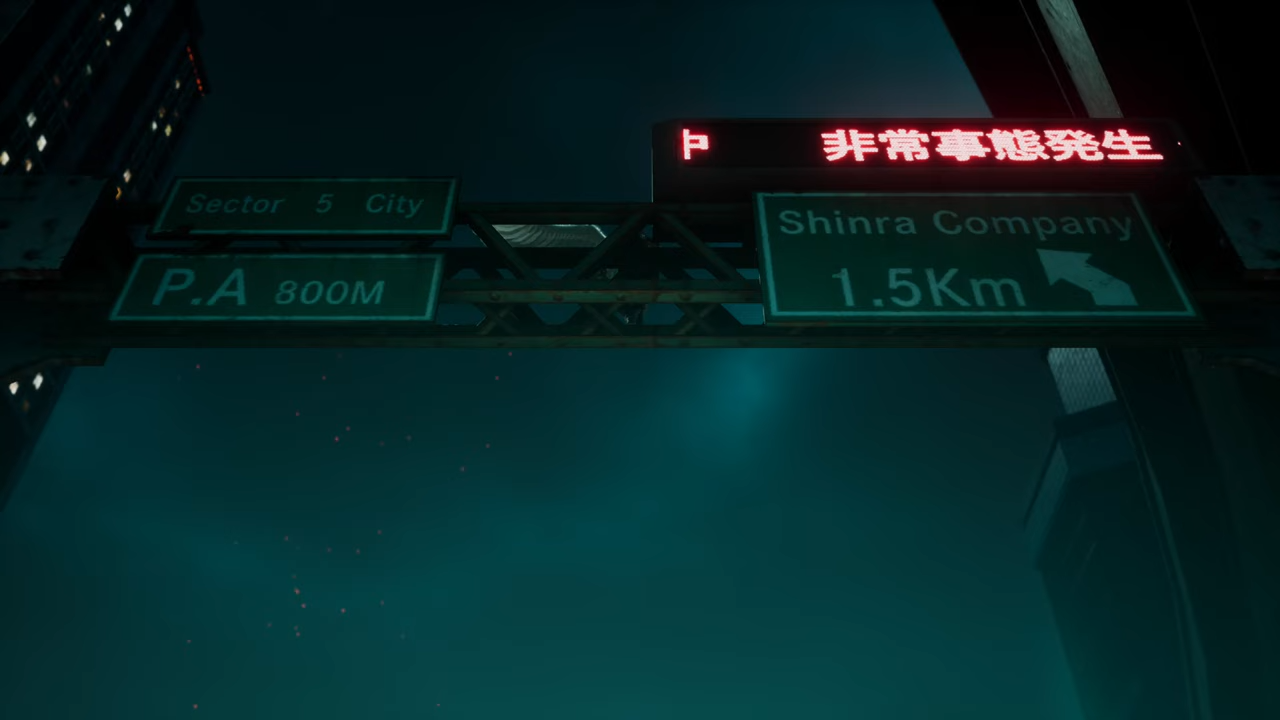 非常事態発生
Sector 5 City
P.A 800M
Shinra Company
1.5Km